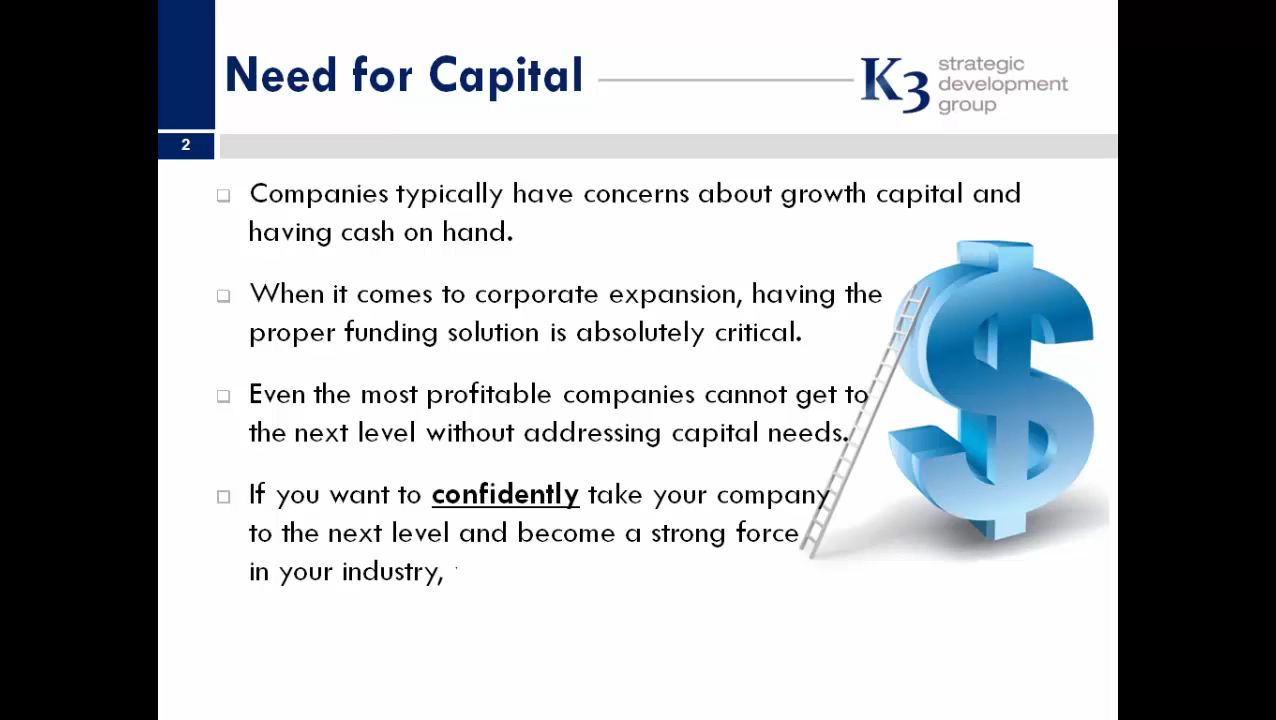 Need for Capital
K3 strategic
development
group
2
Companies typically have concerns about growth capital and
having cash on hand.
When it comes to corporate expansion, having the
proper funding solution is absolutely critical.
Even the most profitable companies cannot get to
the next level without addressing capital needs.
If you want to confidently take your company
to the next level and become a strong force
in your industry,
$